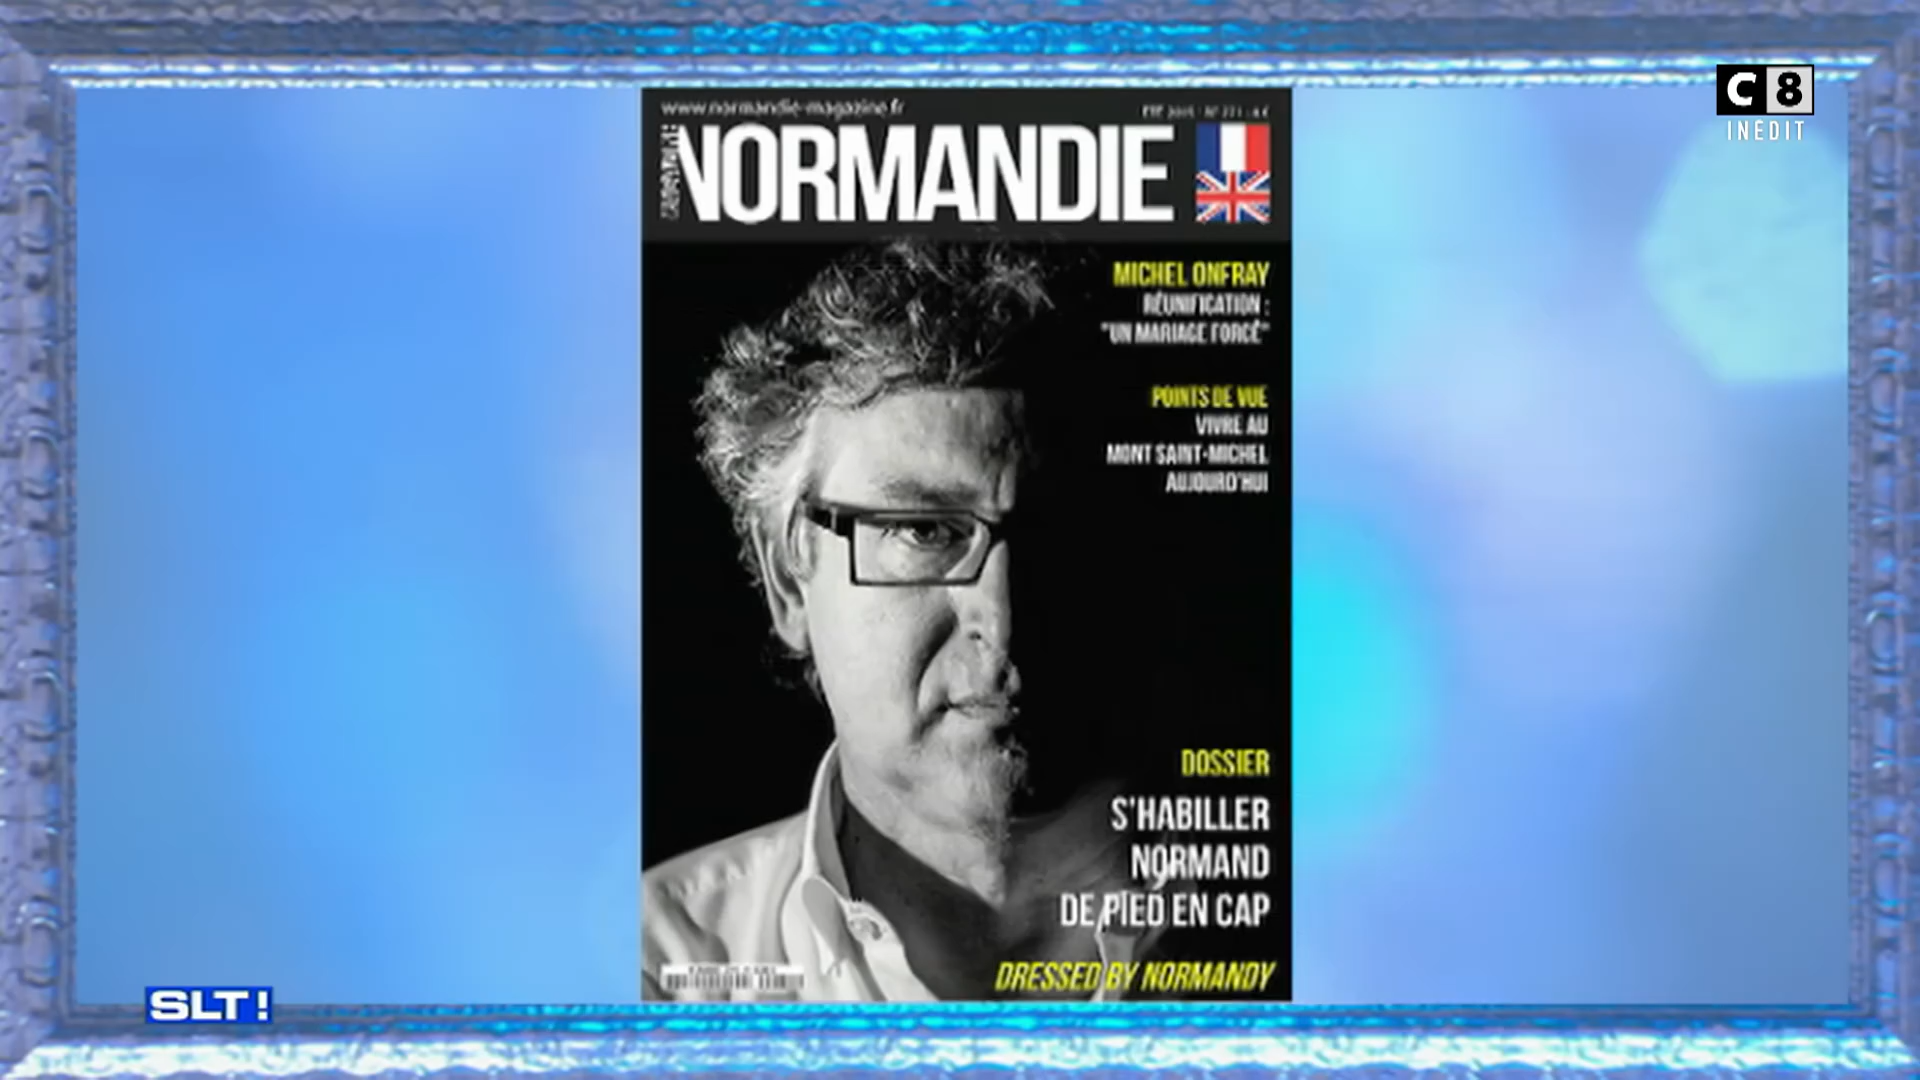 C8
INÉDIT
www.normandie-magazine.fr
NORMANDIE
MICHEL ONFRAY
RÉUNIFICATION :
"UN MARIAGE FORCÉ"
POINTS DE VUE
VIVRE AU
MONT SAINT-MICHEL
AUJOURD'HUI
DOSSIER
S'HABILLER
NORMAND
DE PIED EN CAP
DRESSED BY NORMANDY
SLT!